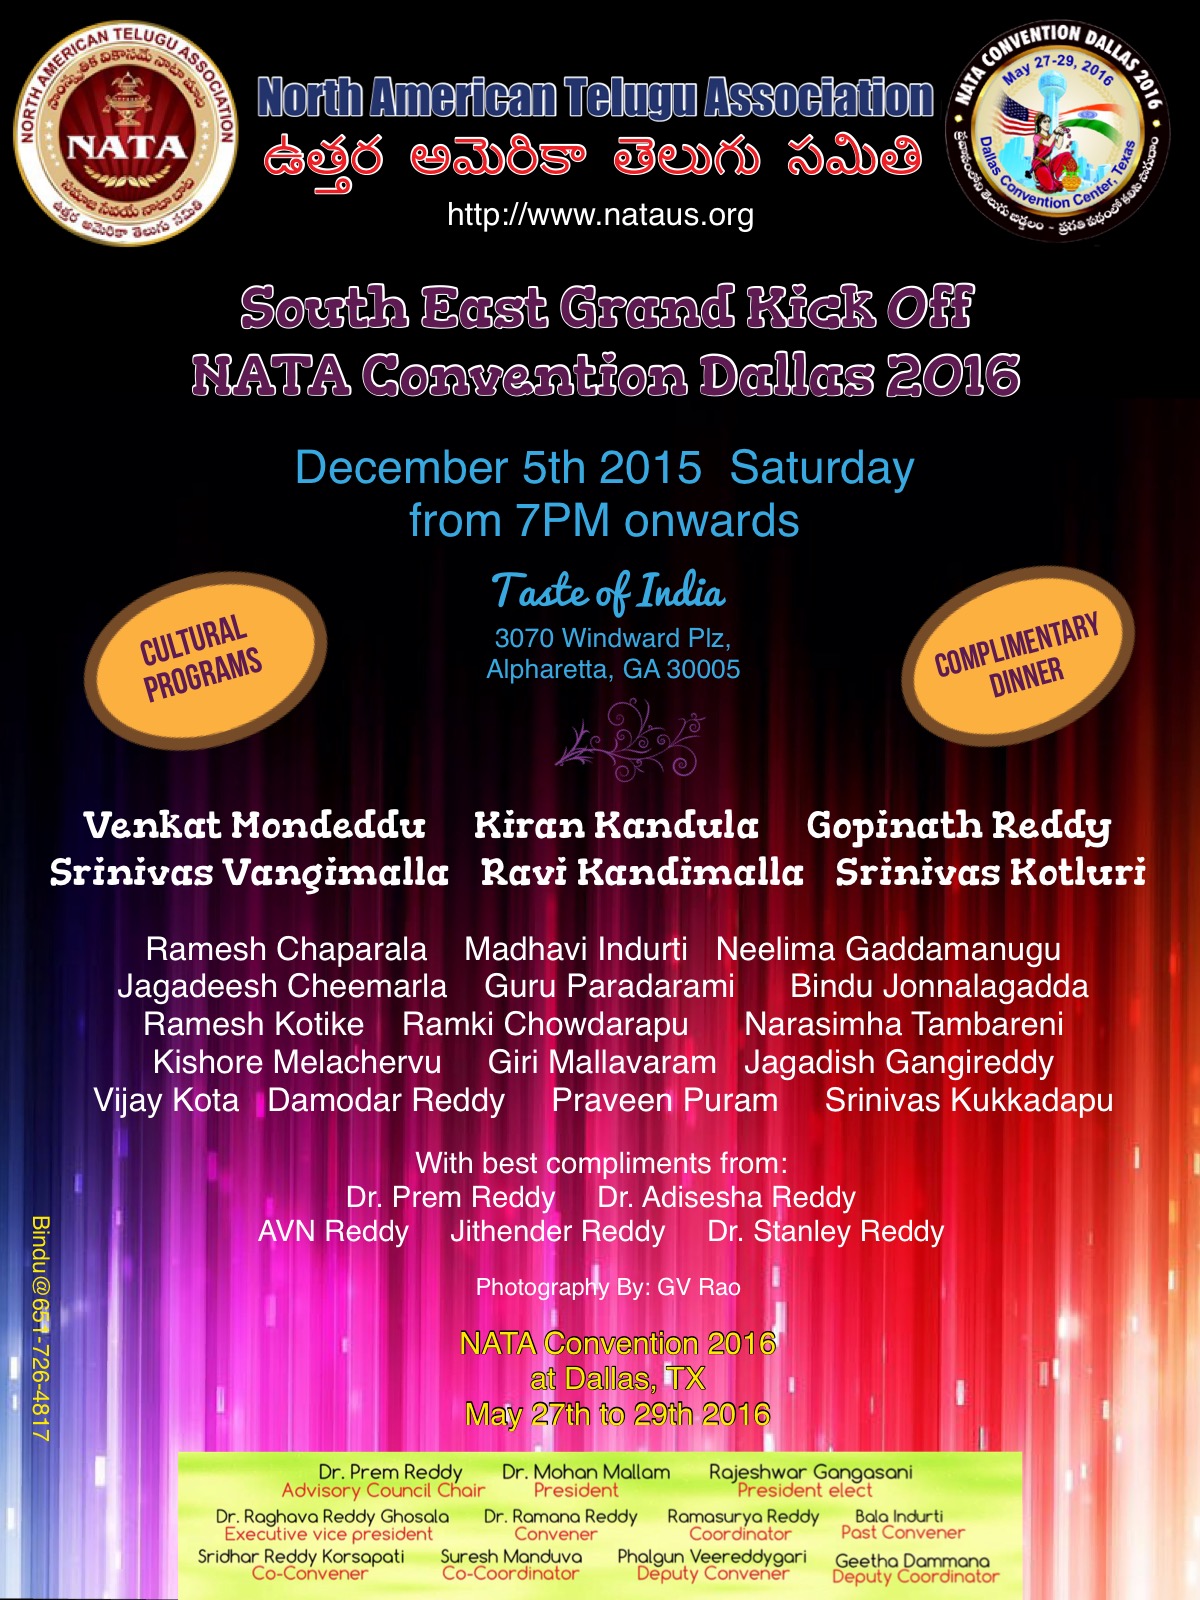 NORTH AMERICAN TELUGU ASSOCIATION
NATA
ఉత్తర అమెరికా తెలుగు సమితి
North American Telugu Association
ఉత్తర అమెరికా తెలుగు సమితి
http://www.nataus.org
NATA CONVENTION DALLAS 2016
May 27-29, 2016
Dallas Convention Center, Texas
South East Grand Kick Off
NATA Convention Dallas 2016
December 5th 2015 Saturday
from 7PM onwards
CULTURAL
PROGRAMS
Taste of India
3070 Windward Plz,
Alpharetta, GA 30005
COMPLIMENTARY
DINNER
Venkat Mondeddu Kiran Kandula Gopinath Reddy
Srinivas Vangimalla Ravi Kandimalla Srinivas Kotluri
Ramesh Chaparala Madhavi Indurti Neelima Gaddamanugu
Jagadeesh Cheemarla Guru Paradarami Bindu Jonnalagadda
Ramesh Kotike Ramki Chowdarapu Narasimha Tambareni
Kishore Melachervu Giri Mallavaram Jagadish Gangireddy
Vijay Kota Damodar Reddy Praveen Puram Srinivas Kukkadapu
With best compliments from:
Dr. Prem Reddy Dr. Adisesha Reddy
AVN Reddy Jithender Reddy Dr. Stanley Reddy
Photography By: GV Rao
Bindu@651-726-4817
NATA Convention 2016
at Dallas, TX
May 27th to 29th 2016
Dr. Prem Reddy Dr. Mohan Mallam Rajeshwar Gangasani
Advisory Council Chair President President elect
Dr. Raghava Reddy Ghosala Dr. Ramana Reddy Ramasurya Reddy Bala Indurti
Executive vice president Convener Coordinator Past Convener
Sridhar Reddy Korsapati Suresh Manduva Phalgun Veereddygari Geetha Dammana
Co-Convener Co-Coordinator Deputy Convener Deputy Coordinator